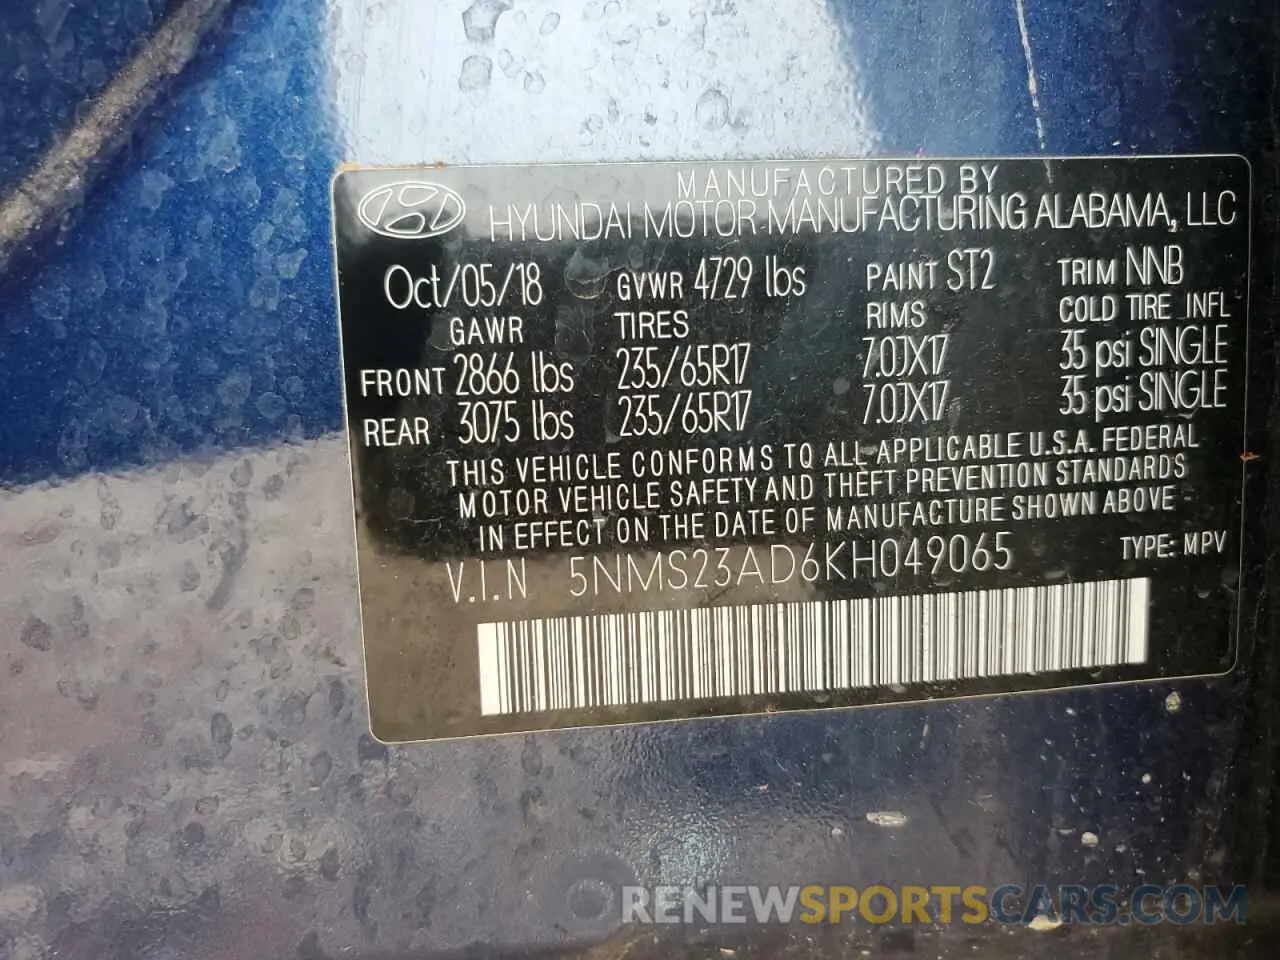 MANUFACTURED BY
HYUNDAI MOTOR MANUFACTURING ALABAMA, LLC
Oct/05/18 GVWR 4729 lbs PAINT ST2 TRIM NNB
GAWR TIRES RIMS COLD TIRE INFL
FRONT 2866 lbs 235/65R17 7.0JX17 35 psi SINGLE
REAR 3075 lbs 235/65R17 7.0JX17 35 psi SINGLE
THIS VEHICLE CONFORMS TO ALL APPLICABLE U.S.A. FEDERAL
MOTOR VEHICLE SAFETY AND THEFT PREVENTION STANDARDS
IN EFFECT ON THE DATE OF MANUFACTURE SHOWN ABOVE
V.I.N 5NMS23AD6KH049065 TYPE: MPV
RENEWSPORTSCARS.COM